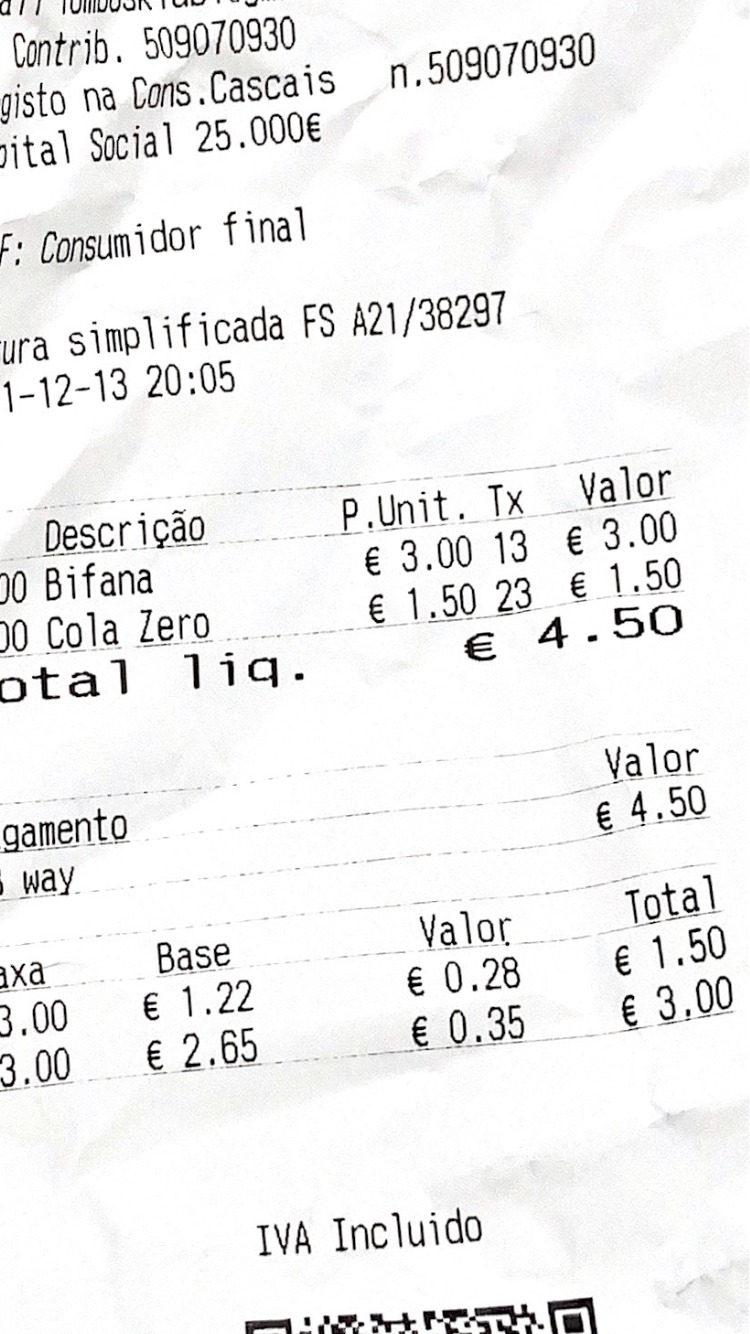 Contrib. 509070930
gisto na Cons.Cascais n.509070930
pital Social 25.000€
F: Consumidor final
ura simplificada FS A21/38297
1-12-13 20:05
Descrição P.Unit. Tx Valor
00 Bifana € 3.00 13 € 3.00
00 Cola Zero € 1.50 23 € 1.50
otal liq. € 4.50
Valor
gamento € 4.50
way
axa Base Valor Total
3.00 € 1.22 € 0.28 € 1.50
3.00 € 2.65 € 0.35 € 3.00
IVA Incluido